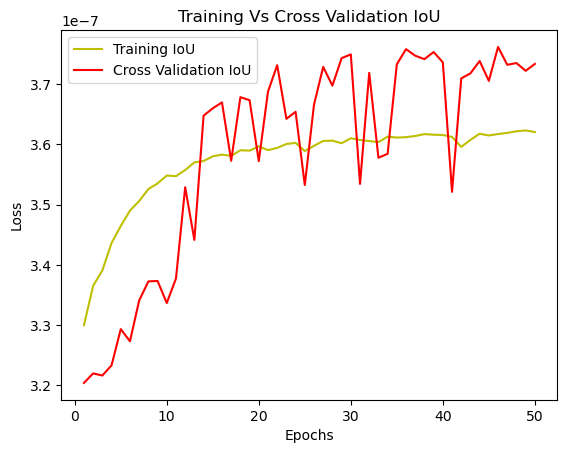 Training Vs Cross Validation IoU
1e−7
Training IoU
Cross Validation IoU
3.7
3.6
3.5
3.4
3.3
3.2
Loss
0 10 20 30 40 50
Epochs